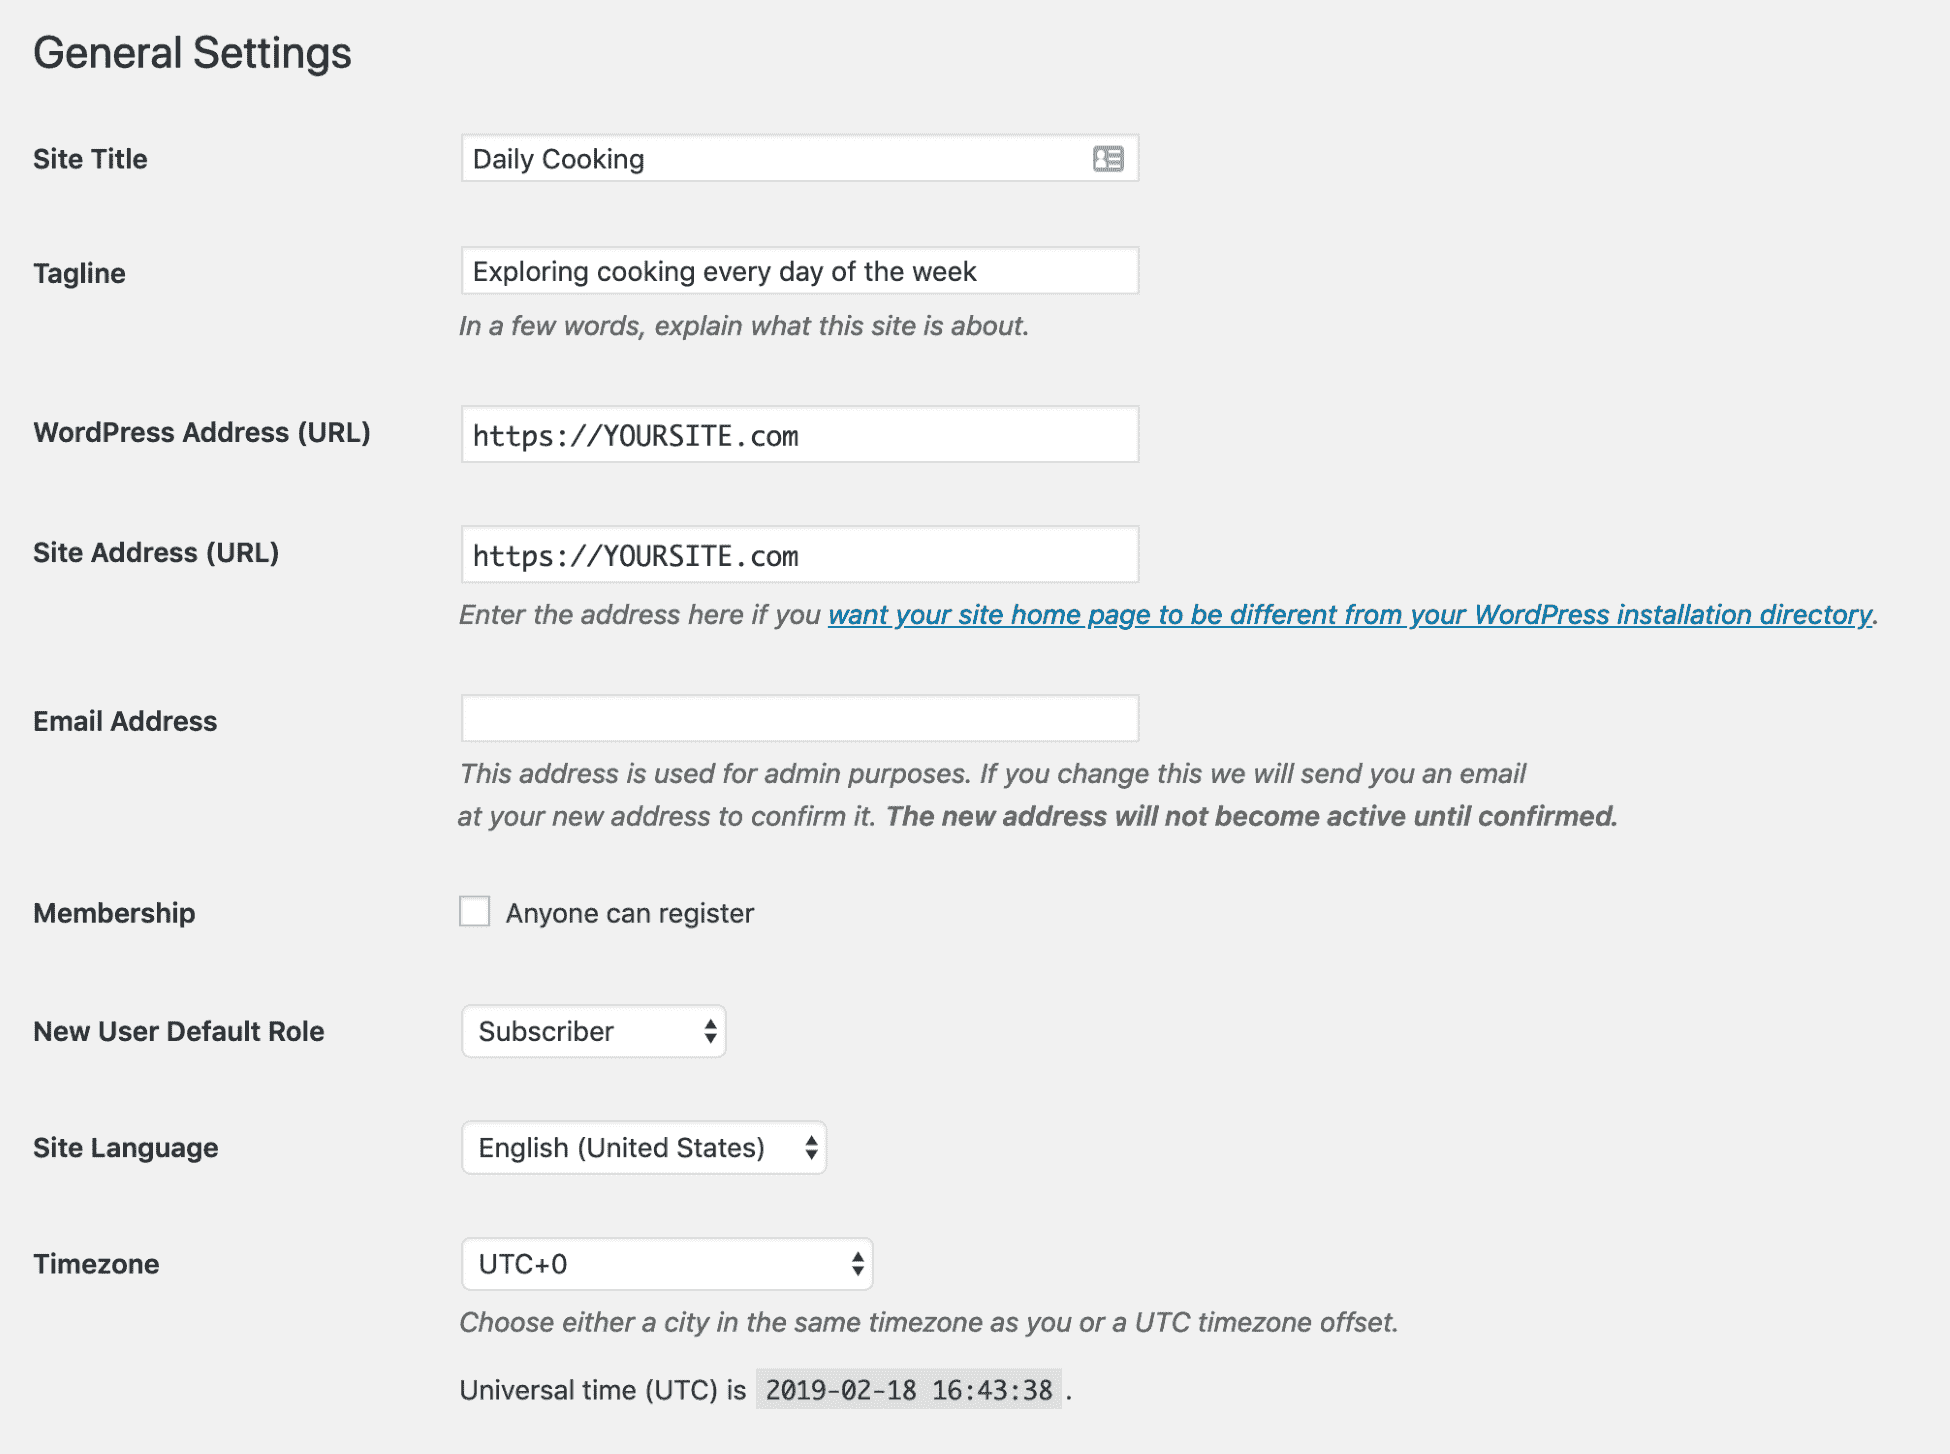 General Settings
Site Title
Daily Cooking
Tagline
Exploring cooking every day of the week
In a few words, explain what this site is about.
WordPress Address (URL)
https://YOURSITE.com
Site Address (URL)
https://YOURSITE.com
Enter the address here if you want your site home page to be different from your WordPress installation directory.
Email Address
This address is used for admin purposes. If you change this we will send you an email
at your new address to confirm it. The new address will not become active until confirmed.
Membership
Anyone can register
New User Default Role
Subscriber
Site Language
English (United States)
Timezone
UTC+0
Choose either a city in the same timezone as you or a UTC timezone offset.
Universal time (UTC) is 2019-02-18 16:43:38 .